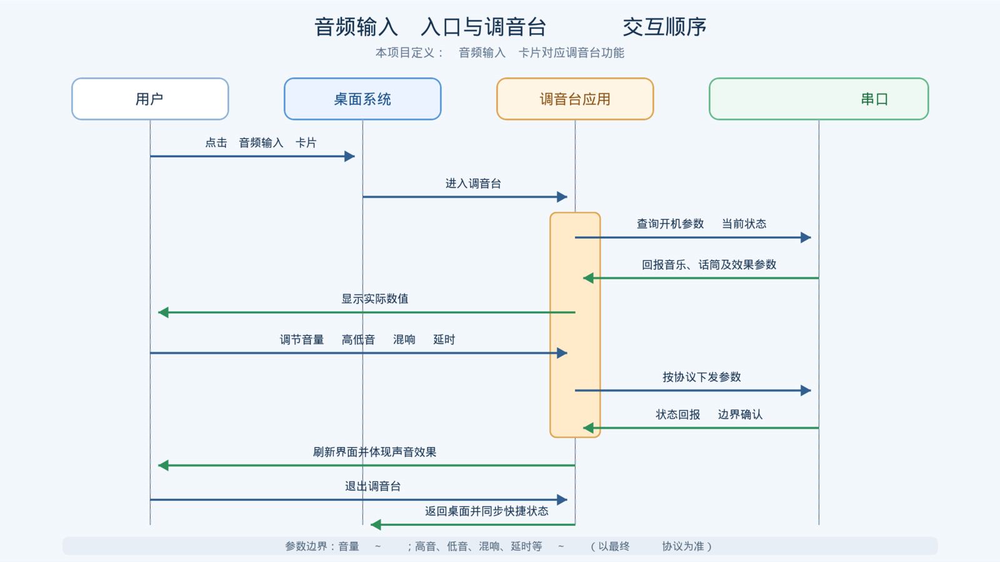 音频输入 入口与调音台 交互顺序
本项目定义： 音频输入 卡片对应调音台功能
用户
桌面系统
调音台应用
串口
点击 音频输入 卡片
进入调音台
查询开机参数 当前状态
回报音乐、话筒及效果参数
显示实际数值
调节音量 高低音 混响 延时
按协议下发参数
状态回报 边界确认
刷新界面并体现声音效果
退出调音台
返回桌面并同步快捷状态
参数边界：音量 ~ ；高音、低音、混响、延时等 ~ （以最终 协议为准）